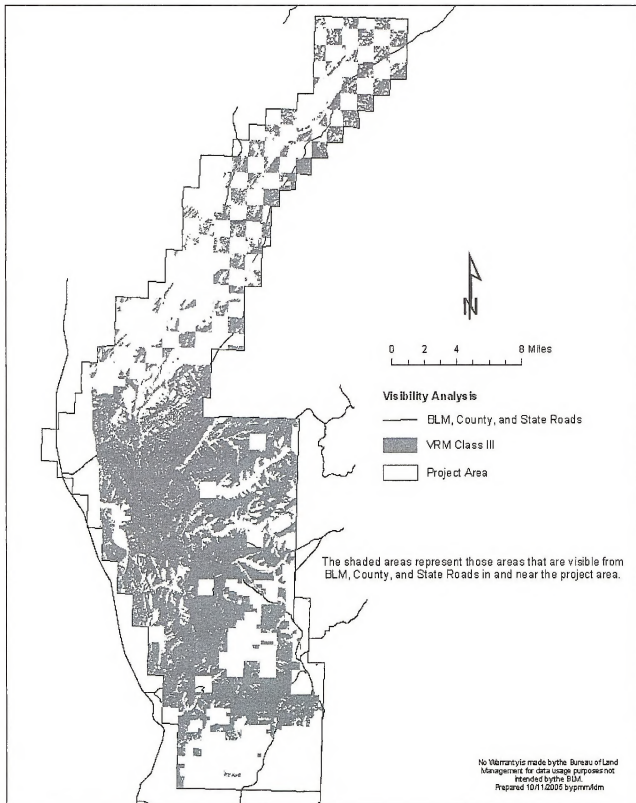 N
0 2 4 8 Miles
Visibility Analysis
BLM, County, and State Roads
VRM Class III
Project Area
The shaded areas represent those areas that are visible from
BLM, County, and State Roads in and near the project area.
No Warranty is made by the Bureau of Land
Management for data usage purposes not
intended by the BLM.
Prepared 10/11/2005 by pmm/ldm